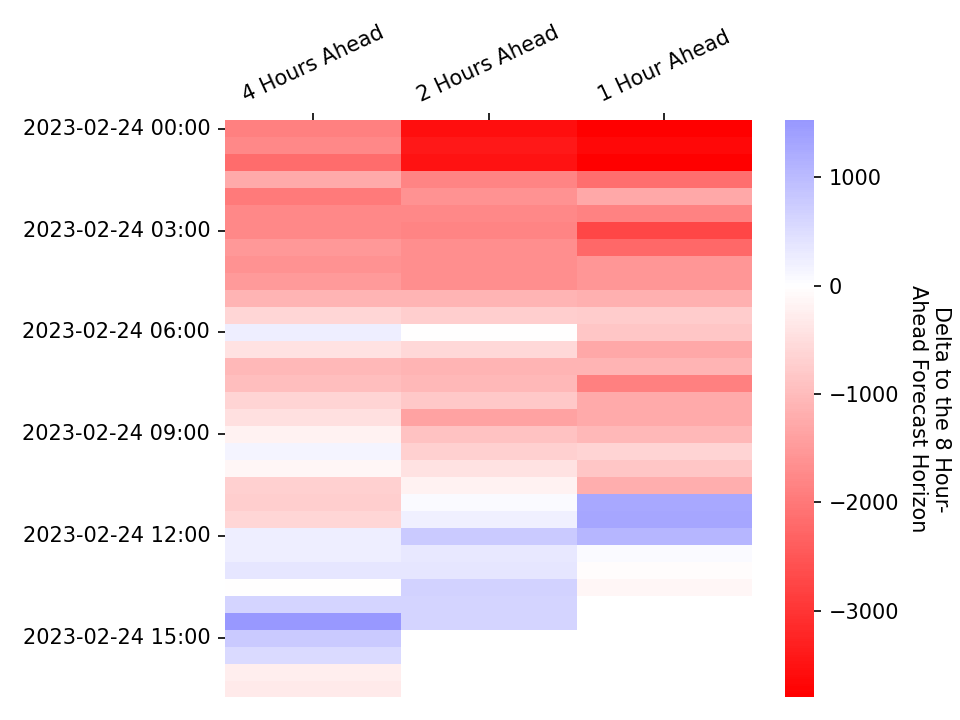 4 Hours Ahead
2 Hours Ahead
1 Hour Ahead
2023-02-24 00:00
2023-02-24 03:00
2023-02-24 06:00
2023-02-24 09:00
2023-02-24 12:00
2023-02-24 15:00
1000
0
−1000
−2000
−3000
Delta to the 8 Hour-
Ahead Forecast Horizon